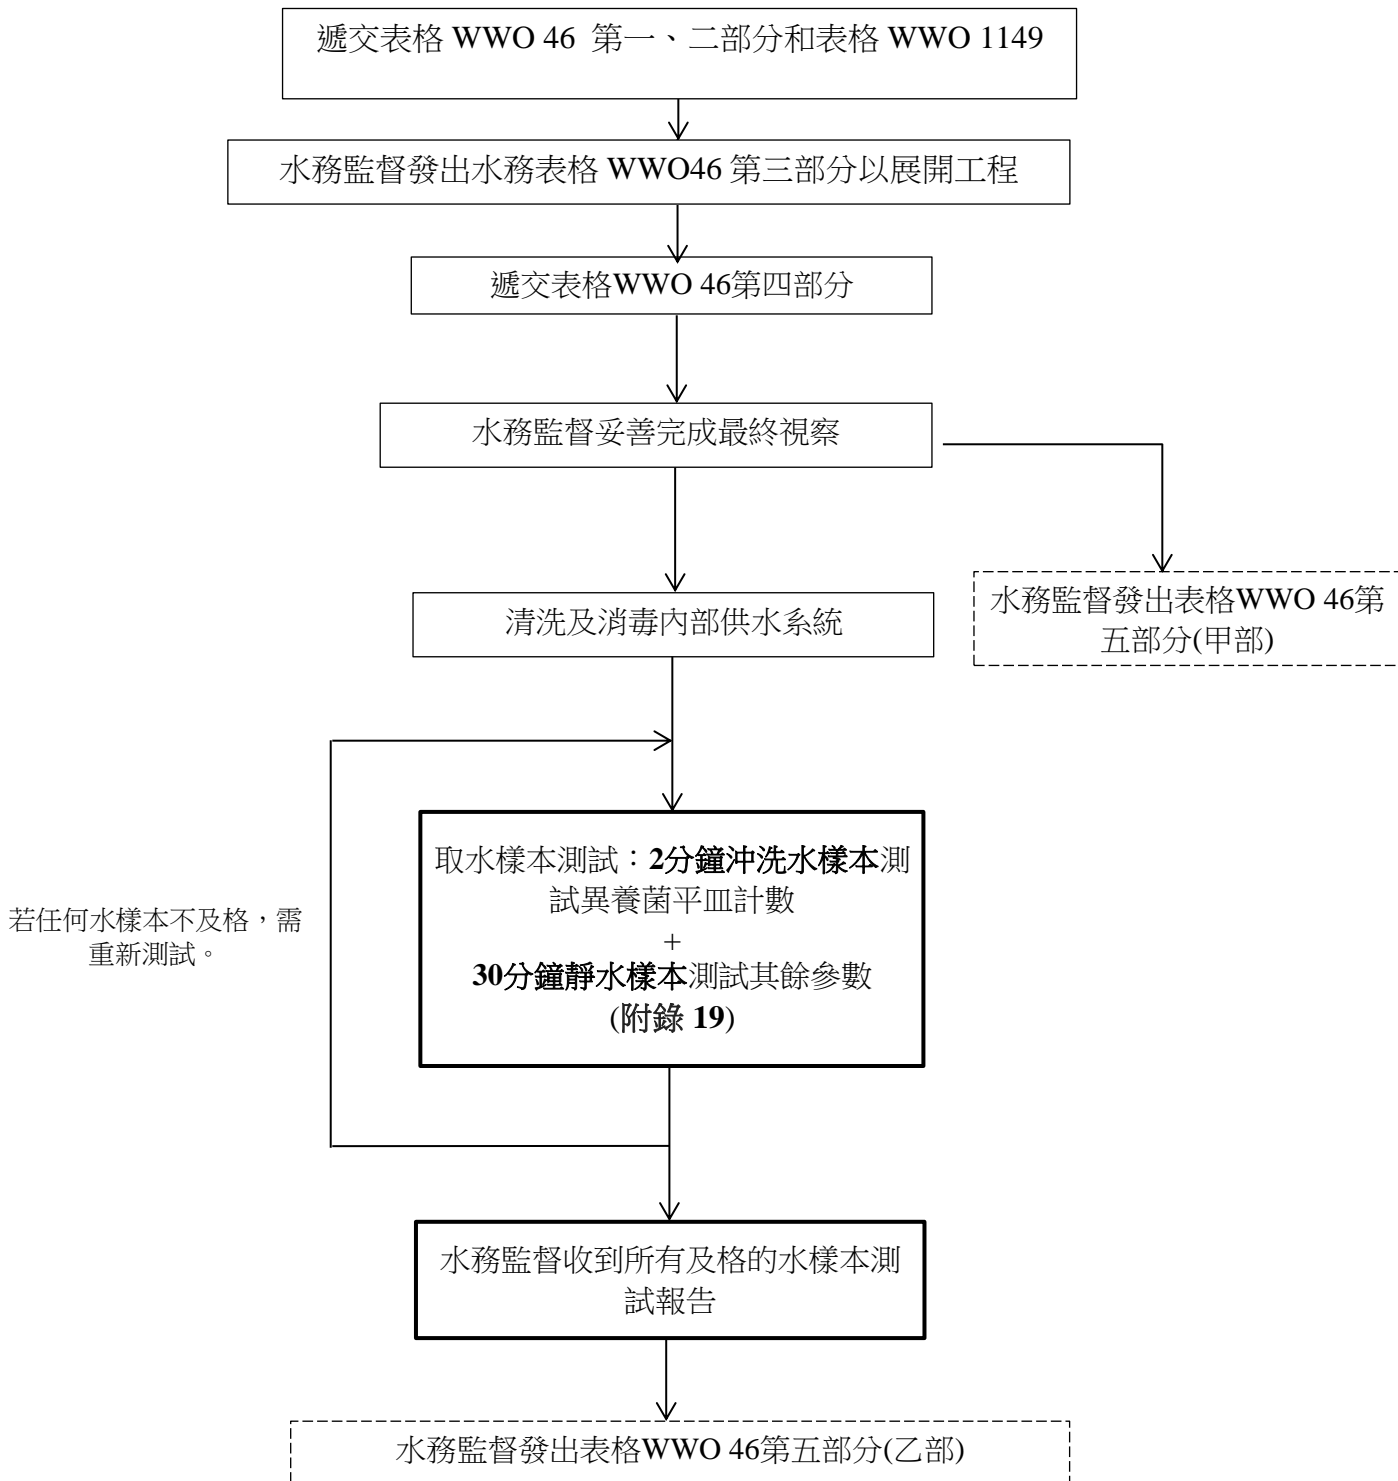 遞交表格 WWO 46 第一、二部分和表格 WWO 1149
水務監督發出水務表格 WWO46 第三部分以展開工程
遞交表格WWO 46第四部分
水務監督妥善完成最終視察
水務監督發出表格WWO 46第
五部分(甲部)
清洗及消毒內部供水系統
取水樣本測試：2分鐘沖洗水樣本測
試異養菌平皿計數
+
30分鐘靜水樣本測試其餘參數
(附錄 19)
若任何水樣本不及格，需
重新測試。
水務監督收到所有及格的水樣本測
試報告
水務監督發出表格WWO 46第五部分(乙部)